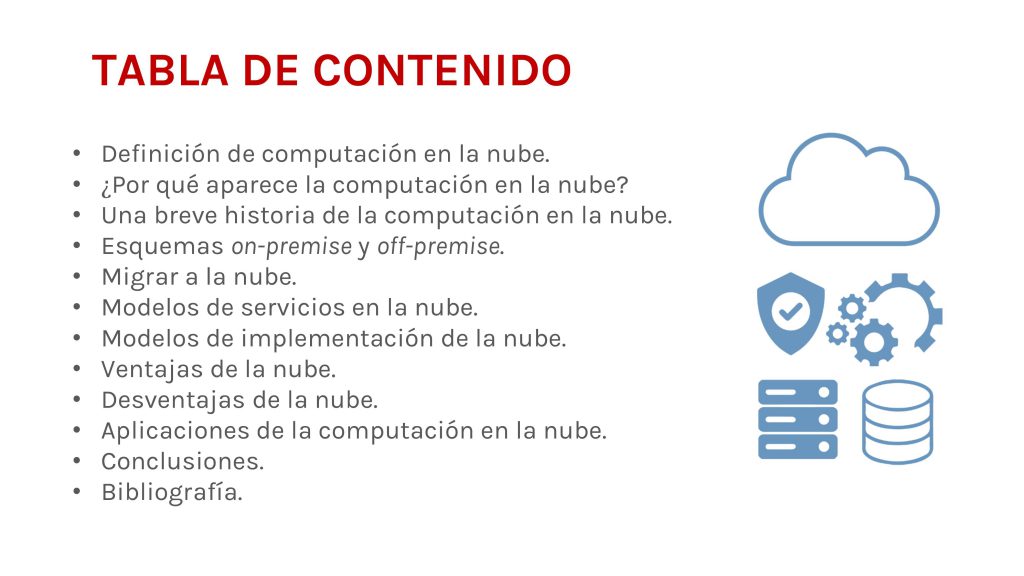 TABLA DE CONTENIDO
• Definición de computación en la nube.
• ¿Por qué aparece la computación en la nube?
• Una breve historia de la computación en la nube.
• Esquemas on-premise y off-premise.
• Migrar a la nube.
• Modelos de servicios en la nube.
• Modelos de implementación de la nube.
• Ventajas de la nube.
• Desventajas de la nube.
• Aplicaciones de la computación en la nube.
• Conclusiones.
• Bibliografía.